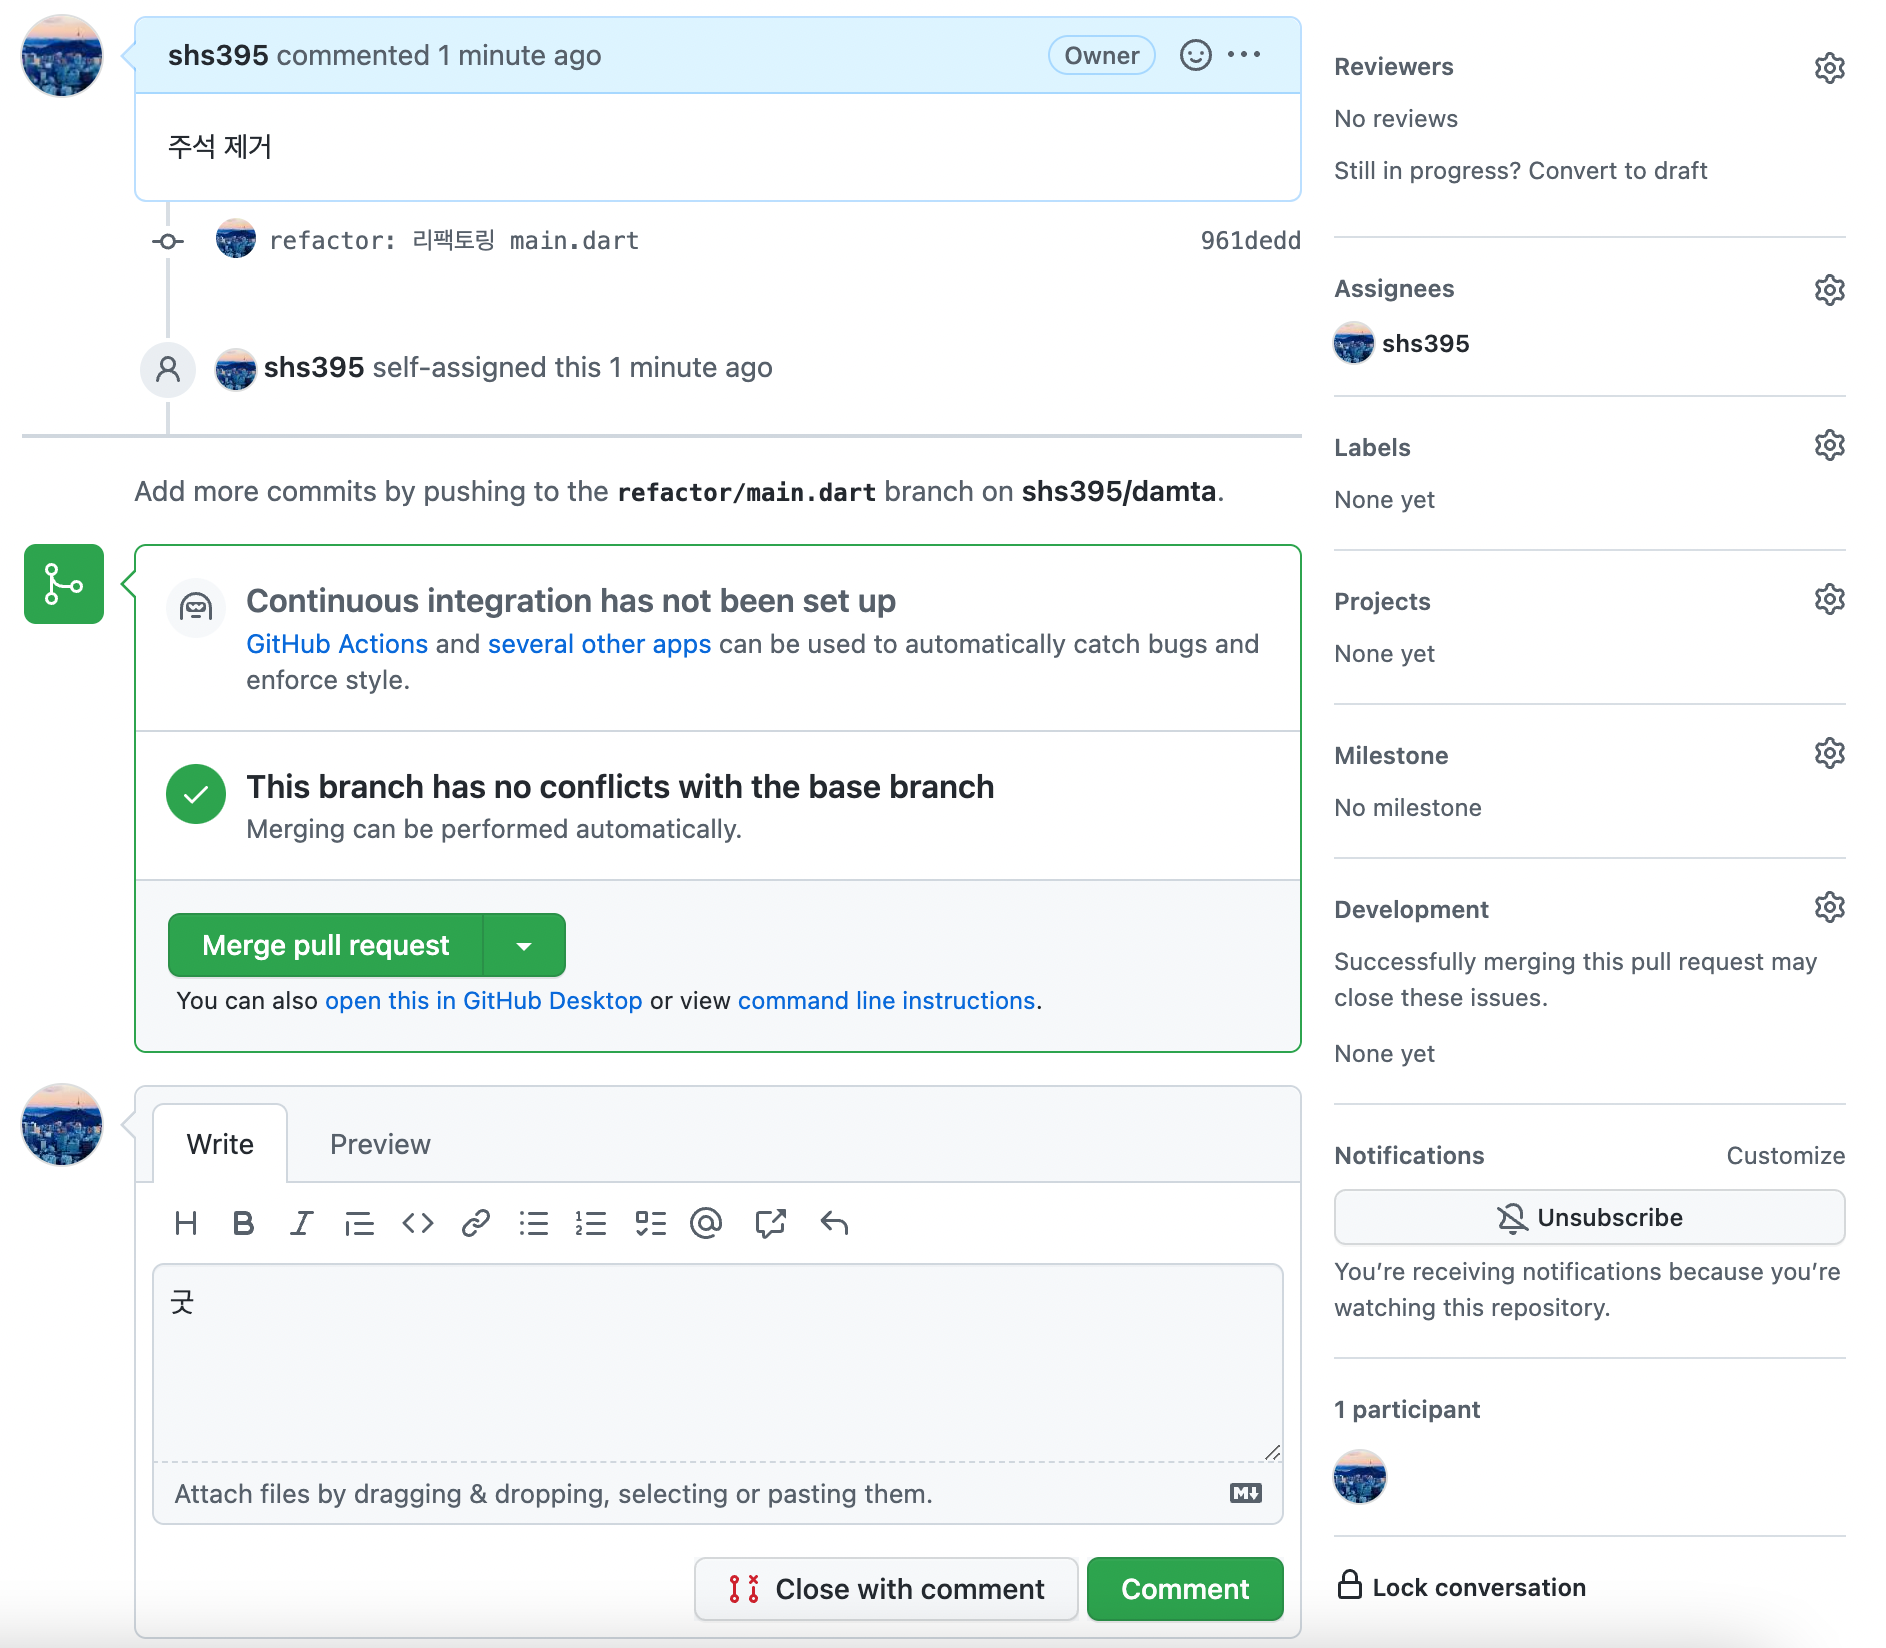 shs395 commented 1 minute ago
Owner
주석 제거
refactor: 리팩토링 main.dart
961dedd
shs395 self-assigned this 1 minute ago
Add more commits by pushing to the refactor/main.dart branch on shs395/damta.
Continuous integration has not been set up
GitHub Actions and several other apps can be used to automatically catch bugs and
enforce style.
This branch has no conflicts with the base branch
Merging can be performed automatically.
Merge pull request
You can also open this in GitHub Desktop or view command line instructions.
Write
Preview
굿
Attach files by dragging & dropping, selecting or pasting them.
Close with comment
Comment
Reviewers
No reviews
Still in progress? Convert to draft
Assignees
shs395
Labels
None yet
Projects
None yet
Milestone
No milestone
Development
Successfully merging this pull request may
close these issues.
None yet
Notifications
Customize
Unsubscribe
You’re receiving notifications because you’re
watching this repository.
1 participant
Lock conversation